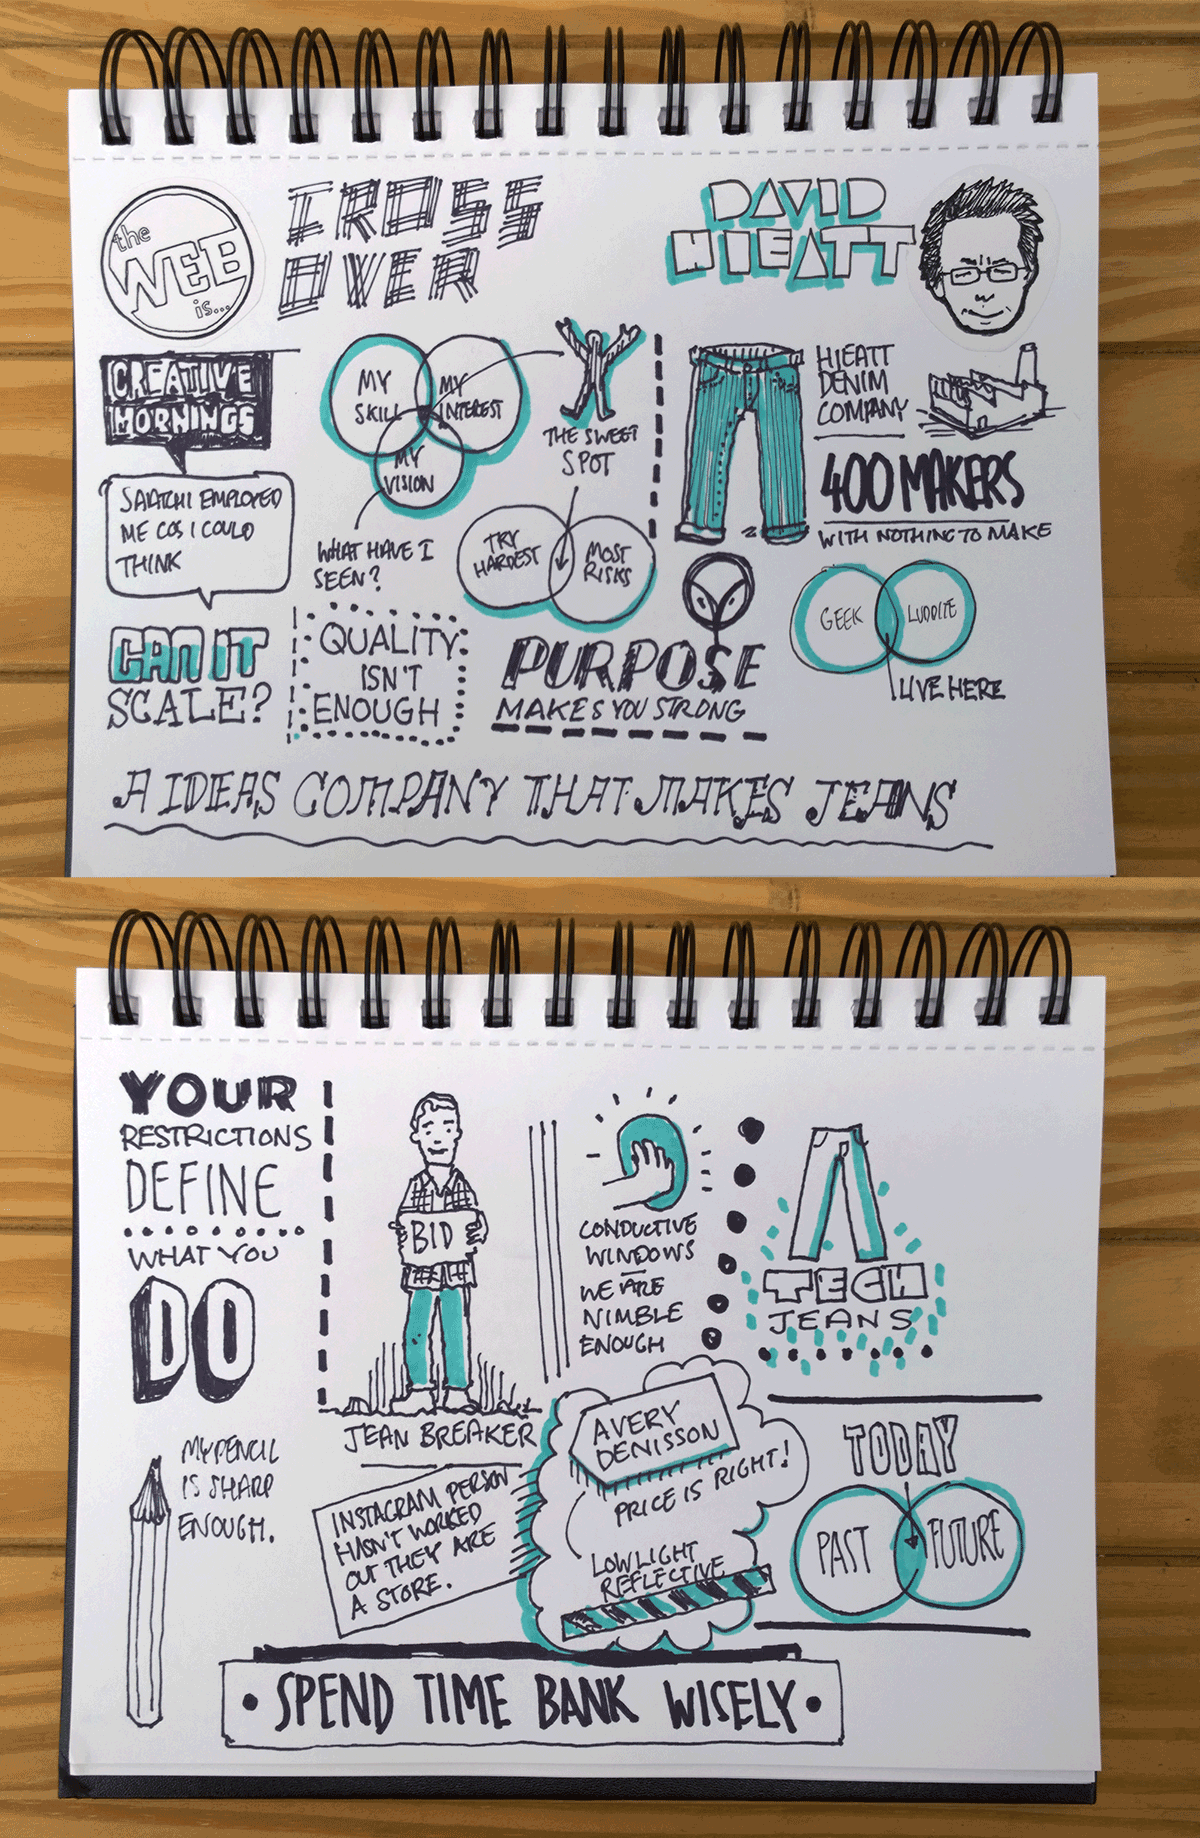 the
WEB
is...
CROSS
OVER
DAVID
HIEATT
CREATIVE
MORNINGS
SAATCHI EMPLOYED
ME COS I COULD
THINK
CAN IT
SCALE?
MY
SKILL
MY
INTEREST
MY
VISION
WHAT HAVE I
SEEN?
THE SWEET
SPOT
TRY
HARDEST
MOST
RISKS
QUALITY
ISN'T
ENOUGH
PURPOSE
MAKES YOU STRONG
HIEATT
DENIM
COMPANY
400 MAKERS
WITH NOTHING TO MAKE
GEEK
LUDDITE
LIVE HERE
A IDEAS COMPANY THAT MAKES JEANS
YOUR
RESTRICTIONS
DEFINE
WHAT YOU
DO
MY PENCIL
IS SHARP
ENOUGH.
BID
JEAN BREAKER
INSTAGRAM PERSON
HASN'T WORKED
OUT THEY ARE
A STORE.
CONDUCTIVE
WINDOWS
WE ARE
NIMBLE
ENOUGH
TECH
JEANS
AVERY
DENISSON
PRICE IS RIGHT!
LOW LIGHT
REFLECTIVE
TODAY
PAST
FUTURE
SPEND TIME BANK WISELY